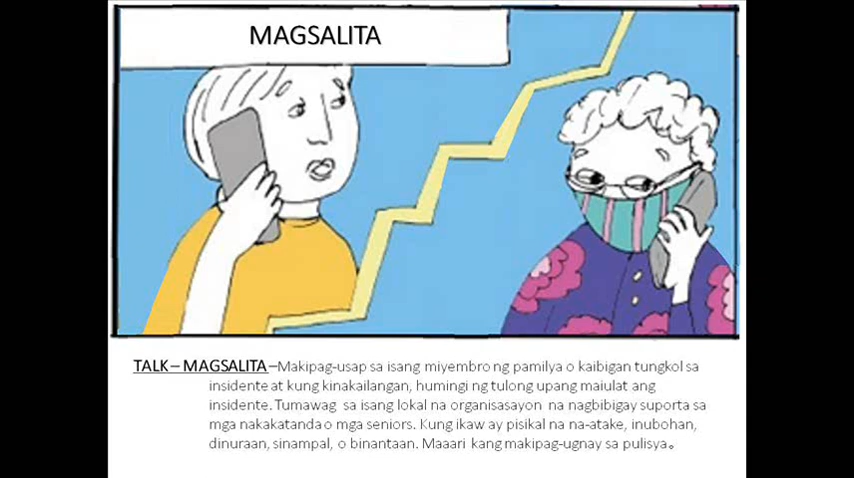 MAGSALITA
TALK – MAGSALITA –Makipag-usap sa isang miyembro ng pamilya o kaibigan tungkol sa
insidente at kung kinakailangan, humingi ng tulong upang maiulat ang
insidente. Tumawag sa isang lokal na organisasayon na nagbibigay suporta sa
mga nakakatanda o mga seniors. Kung ikaw ay pisikal na na-atake, inubohan,
dinuraan, sinampal, o binantaan. Maaari kang makipag-ugnay sa pulisya。